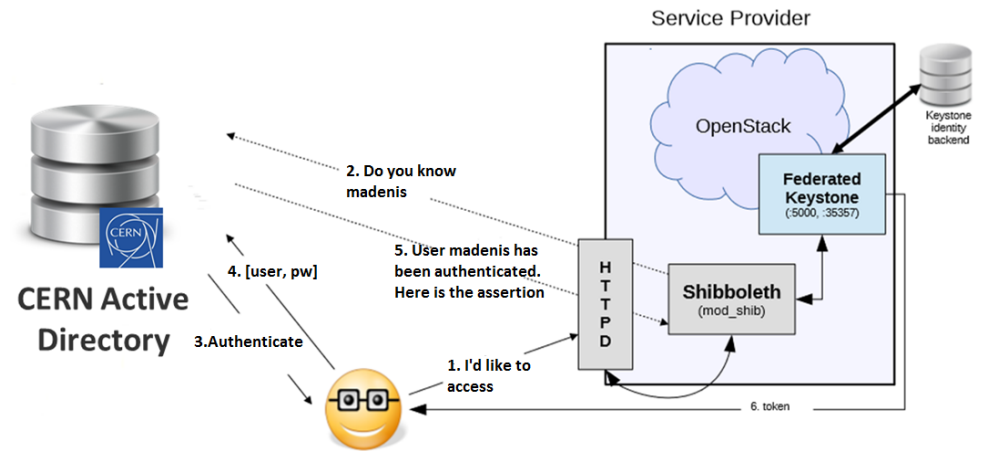 Service Provider
OpenStack
Keystone
identity
backend
Federated
Keystone
(:5000, :35357)
2. Do you know
madenis
5. User madenis has
been authenticated.
Here is the assertion
H
T
T
P
D
Shibboleth
(mod_shib)
CERN
CERN Active
Directory
4. [user, pw]
3.Authenticate
1. I'd like to
access
6. token